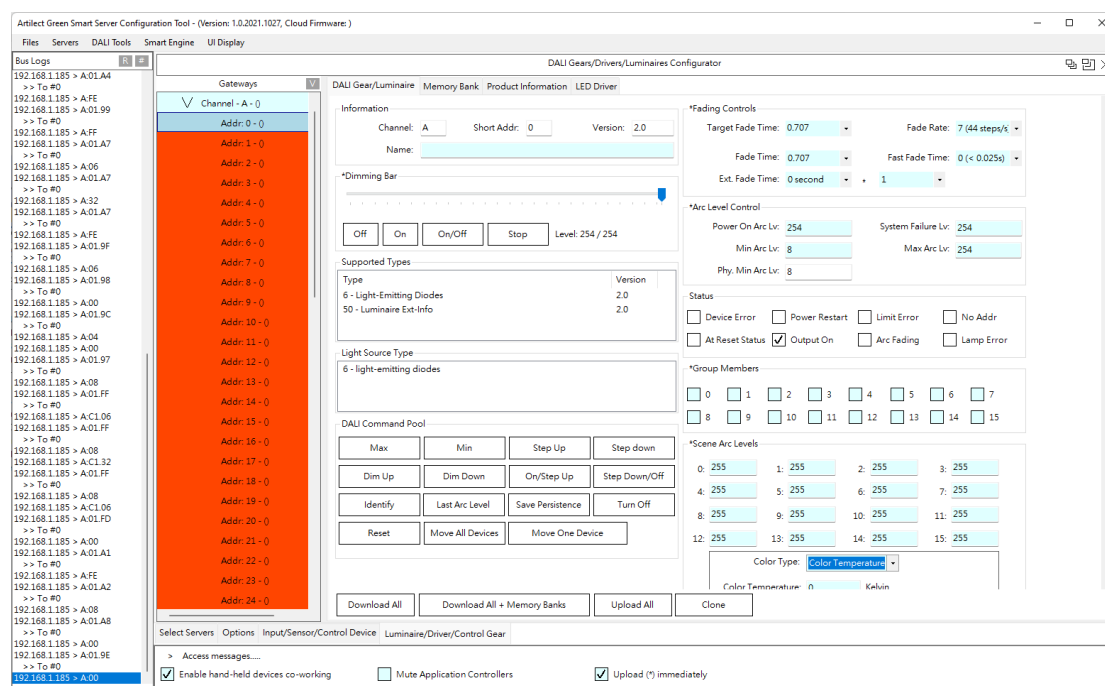 Artilect Green Smart Server Configuration Tool - (Version: 1.0.2021.1027, Cloud Firmware: )
Files Servers DALI Tools Smart Engine UI Display
Bus Logs R #
192.168.1.185 > A:01.A4
>> To #0
192.168.1.185 > A:FE
192.168.1.185 > A:01.99
>> To #0
192.168.1.185 > A:FF
192.168.1.185 > A:01.A7
>> To #0
192.168.1.185 > A:06
192.168.1.185 > A:01.A7
>> To #0
192.168.1.185 > A:32
192.168.1.185 > A:01.A7
>> To #0
192.168.1.185 > A:FE
192.168.1.185 > A:01.9F
>> To #0
192.168.1.185 > A:06
192.168.1.185 > A:01.98
>> To #0
192.168.1.185 > A:00
192.168.1.185 > A:01.9C
>> To #0
192.168.1.185 > A:04
192.168.1.185 > A:00
192.168.1.185 > A:01.97
>> To #0
192.168.1.185 > A:08
192.168.1.185 > A:01.FF
>> To #0
192.168.1.185 > A:C1.06
192.168.1.185 > A:01.FF
>> To #0
192.168.1.185 > A:08
192.168.1.185 > A:C1.32
192.168.1.185 > A:01.FE
>> To #0
192.168.1.185 > A:08
192.168.1.185 > A:C1.06
192.168.1.185 > A:01.FD
>> To #0
192.168.1.185 > A:00
192.168.1.185 > A:01.A1
>> To #0
192.168.1.185 > A:FE
192.168.1.185 > A:01.A2
>> To #0
192.168.1.185 > A:08
192.168.1.185 > A:01.A8
>> To #0
192.168.1.185 > A:00
192.168.1.185 > A:01.9E
>> To #0
192.168.1.185 > A:00
DALI Gears/Drivers/Luminaires Configurator
Gateways V
Channel - A - ()
Addr: 0 - ()
Addr: 1 - ()
Addr: 2 - ()
Addr: 3 - ()
Addr: 4 - ()
Addr: 5 - ()
Addr: 6 - ()
Addr: 7 - ()
Addr: 8 - ()
Addr: 9 - ()
Addr: 10 - ()
Addr: 11 - ()
Addr: 12 - ()
Addr: 13 - ()
Addr: 14 - ()
Addr: 15 - ()
Addr: 16 - ()
Addr: 17 - ()
Addr: 18 - ()
Addr: 19 - ()
Addr: 20 - ()
Addr: 21 - ()
Addr: 22 - ()
Addr: 23 - ()
Addr: 24 - ()
DALI Gear/Luminaire Memory Bank Product Information LED Driver
Information
Channel: A Short Addr: 0 Version: 2.0
Name:
*Dimming Bar
Off On On/Off Stop Level: 254 / 254
Supported Types
Type Version
6 - Light-Emitting Diodes 2.0
50 - Luminaire Ext-Info 2.0
Light Source Type
6 - light-emitting diodes
DALI Command Pool
Max Min Step Up Step down
Dim Up Dim Down On/Step Up Step Down/Off
Identify Last Arc Level Save Persistence Turn Off
Reset Move All Devices Move One Device
*Fading Controls
Target Fade Time: 0.707 Fade Rate: 7 (44 steps/s
Fade Time: 0.707 Fast Fade Time: 0 (< 0.025s)
Ext. Fade Time: 0 second + 1
*Arc Level Control
Power On Arc Lv: 254 System Failure Lv: 254
Min Arc Lv: 8 Max Arc Lv: 254
Phy. Min Arc Lv: 8
Status
Device Error Power Restart Limit Error No Addr
At Reset Status Output On Arc Fading Lamp Error
*Group Members
0 1 2 3 4 5 6 7
8 9 10 11 12 13 14 15
*Scene Arc Levels
0: 255 1: 255 2: 255 3: 255
4: 255 5: 255 6: 255 7: 255
8: 255 9: 255 10: 255 11: 255
12: 255 13: 255 14: 255 15: 255
Color Type: Color Temperature
Color Temperature: 0 Kelvin
Download All Download All + Memory Banks Upload All Clone
Select Servers Options Input/Sensor/Control Device Luminaire/Driver/Control Gear
> Access messages.....
Enable hand-held devices co-working Mute Application Controllers Upload (*) immediately